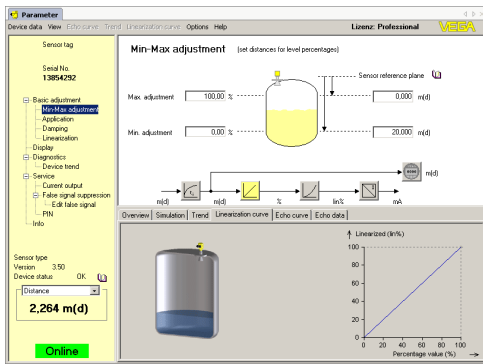 Parameter
Device data View Echo curve Trend Linearization curve Options Help
Lizenz: Professional
VEGA
Sensor tag
Serial No.
13854292
Basic adjustment
Min-Max adjustment
Application
Damping
Linearization
Display
Diagnostics
Device trend
Service
Current output
False signal suppression
Edit false signal
PIN
Info
Sensor type
Version 3.50
Device status OK
Distance
2,264 m(d)
Online
Min-Max adjustment (set distances for level percentages)
Sensor reference plane
Max. adjustment 100,00 % 0,000 m(d)
Min. adjustment 0,00 % 20,000 m(d)
m(d)
m(d) m(d) % lin% mA
Overview Simulation Trend Linearization curve Echo curve Echo data
Linearized (lin%)
100
80
60
40
20
0
0 20 40 60 80 100
Percentage value (%)